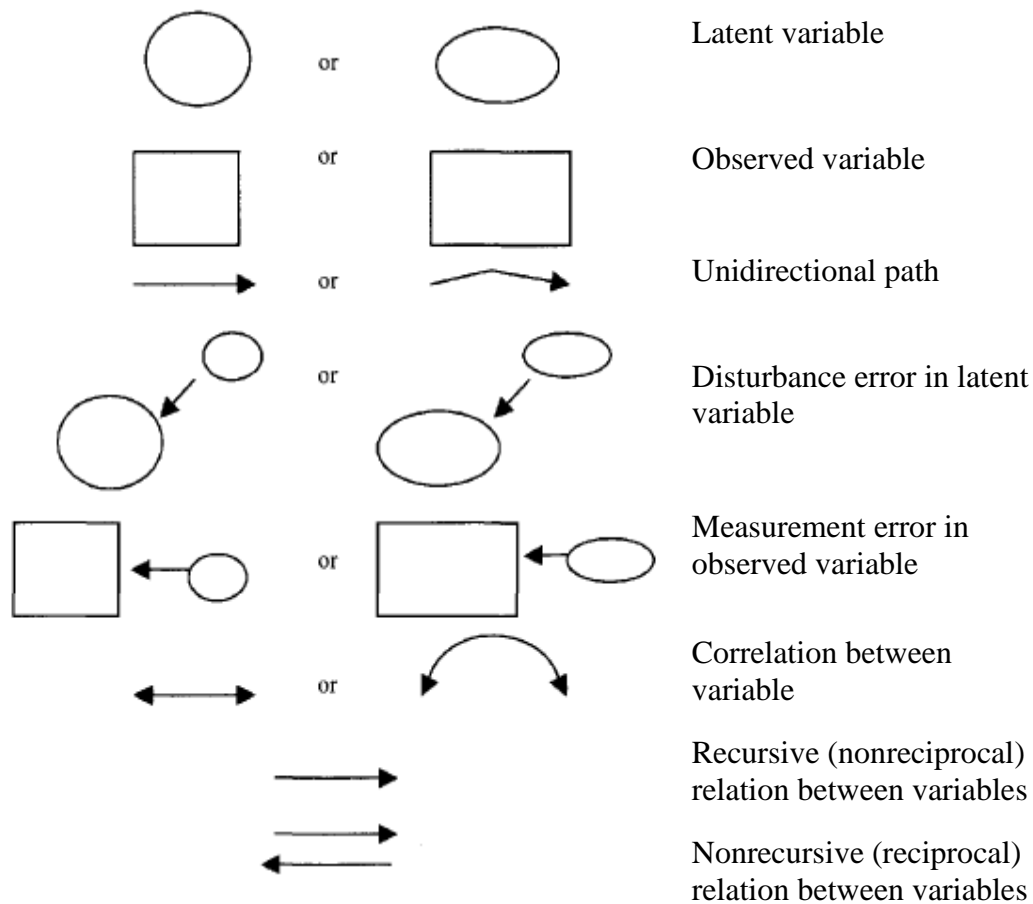 or
Latent variable
or
Observed variable
or
Unidirectional path
or
Disturbance error in latent
variable
or
Measurement error in
observed variable
or
Correlation between
variable
Recursive (nonreciprocal)
relation between variables
Nonrecursive (reciprocal)
relation between variables